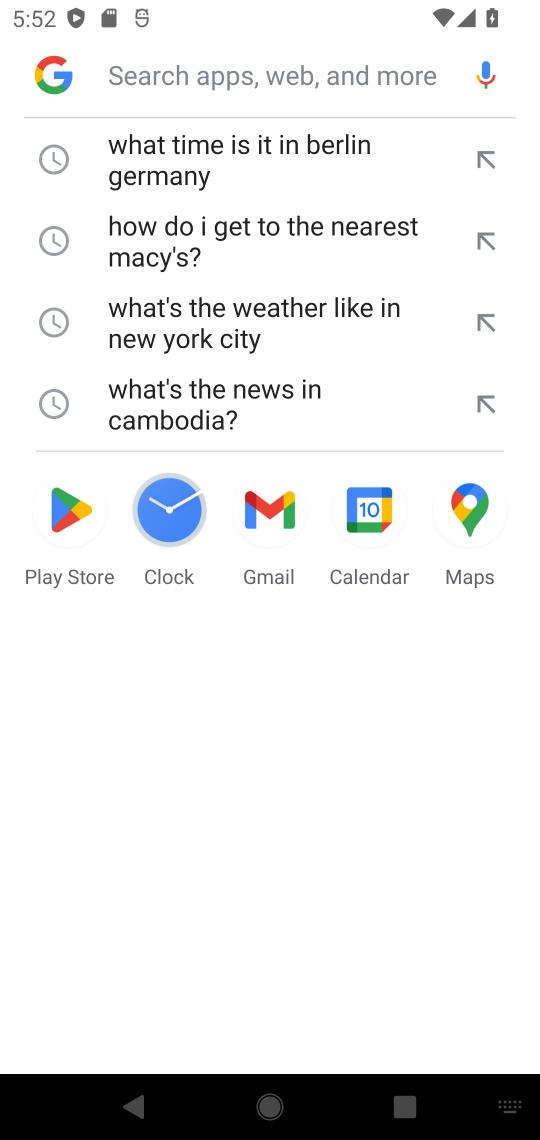 5:52
Search apps, web, and more
what time is it in berlin
germany
how do i get to the nearest
macy's?
what's the weather like in
new york city
what's the news in
cambodia?
10
Play Store
Clock
Gmail
Calendar
Maps